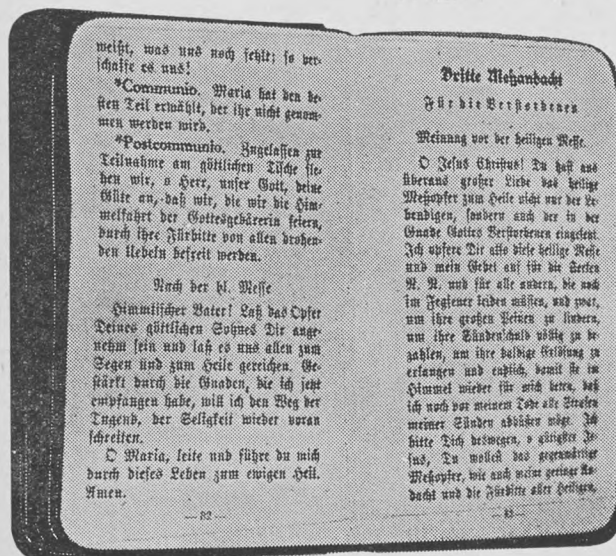 weißt, was uns noch fehlt; so ver-
schaffe es uns!
*Communio. Maria hat den be-
sten Teil erwählt, der ihr nicht genom-
men werden wird.
*Postcommunio. Zugelassen zur
Teilnahme am göttlichen Tische fle-
hen wir, o Herr, unser Gott, deine
Güte an, daß wir, die wir die Him-
melfahrt der Gottesgebärerin feiern,
durch ihre Fürbitte von allen drohen-
den Uebeln befreit werden.
Nach der hl. Messe
Himmlischer Vater! Laß das Opfer
Deines göttlichen Sohnes Dir ange-
nehm sein und laß es uns allen zum
Segen und zum Heile gereichen. Ge-
stärkt durch die Gnaden, die ich jetzt
empfangen habe, will ich den Weg der
Tugend, der Seligkeit wieder voran
schreiten.
O Maria, leite und führe du mich
durch dieses Leben zum ewigen Heil.
Amen.
— 82 —
Dritte Meßandacht
Für die Verstorbenen
Meinung vor der heiligen Messe.
O Jesus Christus! Du hast aus
überaus großer Liebe das heilige
Meßopfer zum Heile nicht nur der Le-
bendigen, sondern auch der in der
Gnade Gottes Verstorbenen eingesetzt.
Ich opfere Dir also diese heilige Messe
und mein Gebet auf für die Seelen
N. N. und für alle andern, die noch
im Fegfeuer leiden müssen, und zwar,
um ihre großen Peinen zu lindern,
um ihre Sündenschuld völlig zu be-
zahlen, um ihre baldige Erlösung zu
erlangen und endlich, damit sie im
Himmel wieder für mich beten, daß
ich noch vor meinem Tode alle Strafen
meiner Sünden abbüßen möge. Ich
bitte Dich deswegen, o gütigster Je-
sus, Du wollest das gegenwärtige
Meßopfer, wie auch meine geringe An-
dacht und die Fürbitte aller Heiligen,
— 83 —